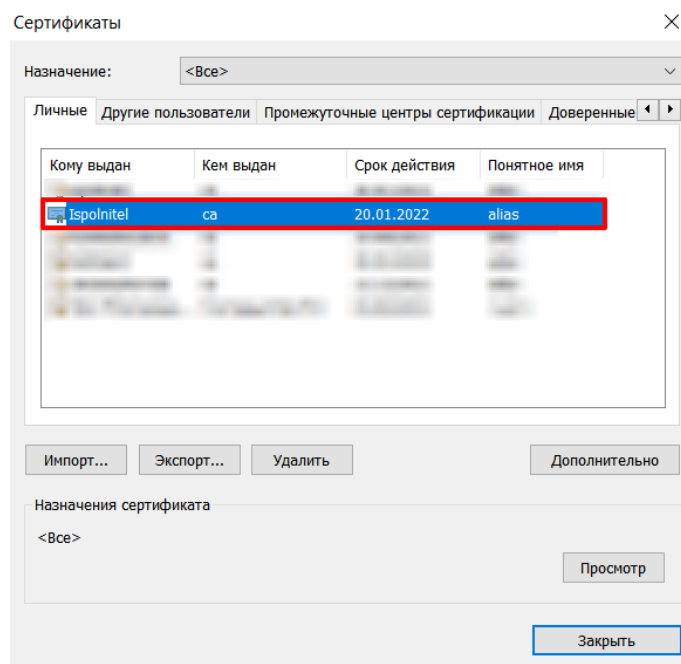 Сертификаты
Назначение: <Все>
Личные Другие пользователи Промежуточные центры сертификации Доверенные
Кому выдан Кем выдан Срок действия Понятное имя
Ispolnitel ca 20.01.2022 alias
Импорт... Экспорт... Удалить Дополнительно
Назначения сертификата
<Все>
Просмотр
Закрыть